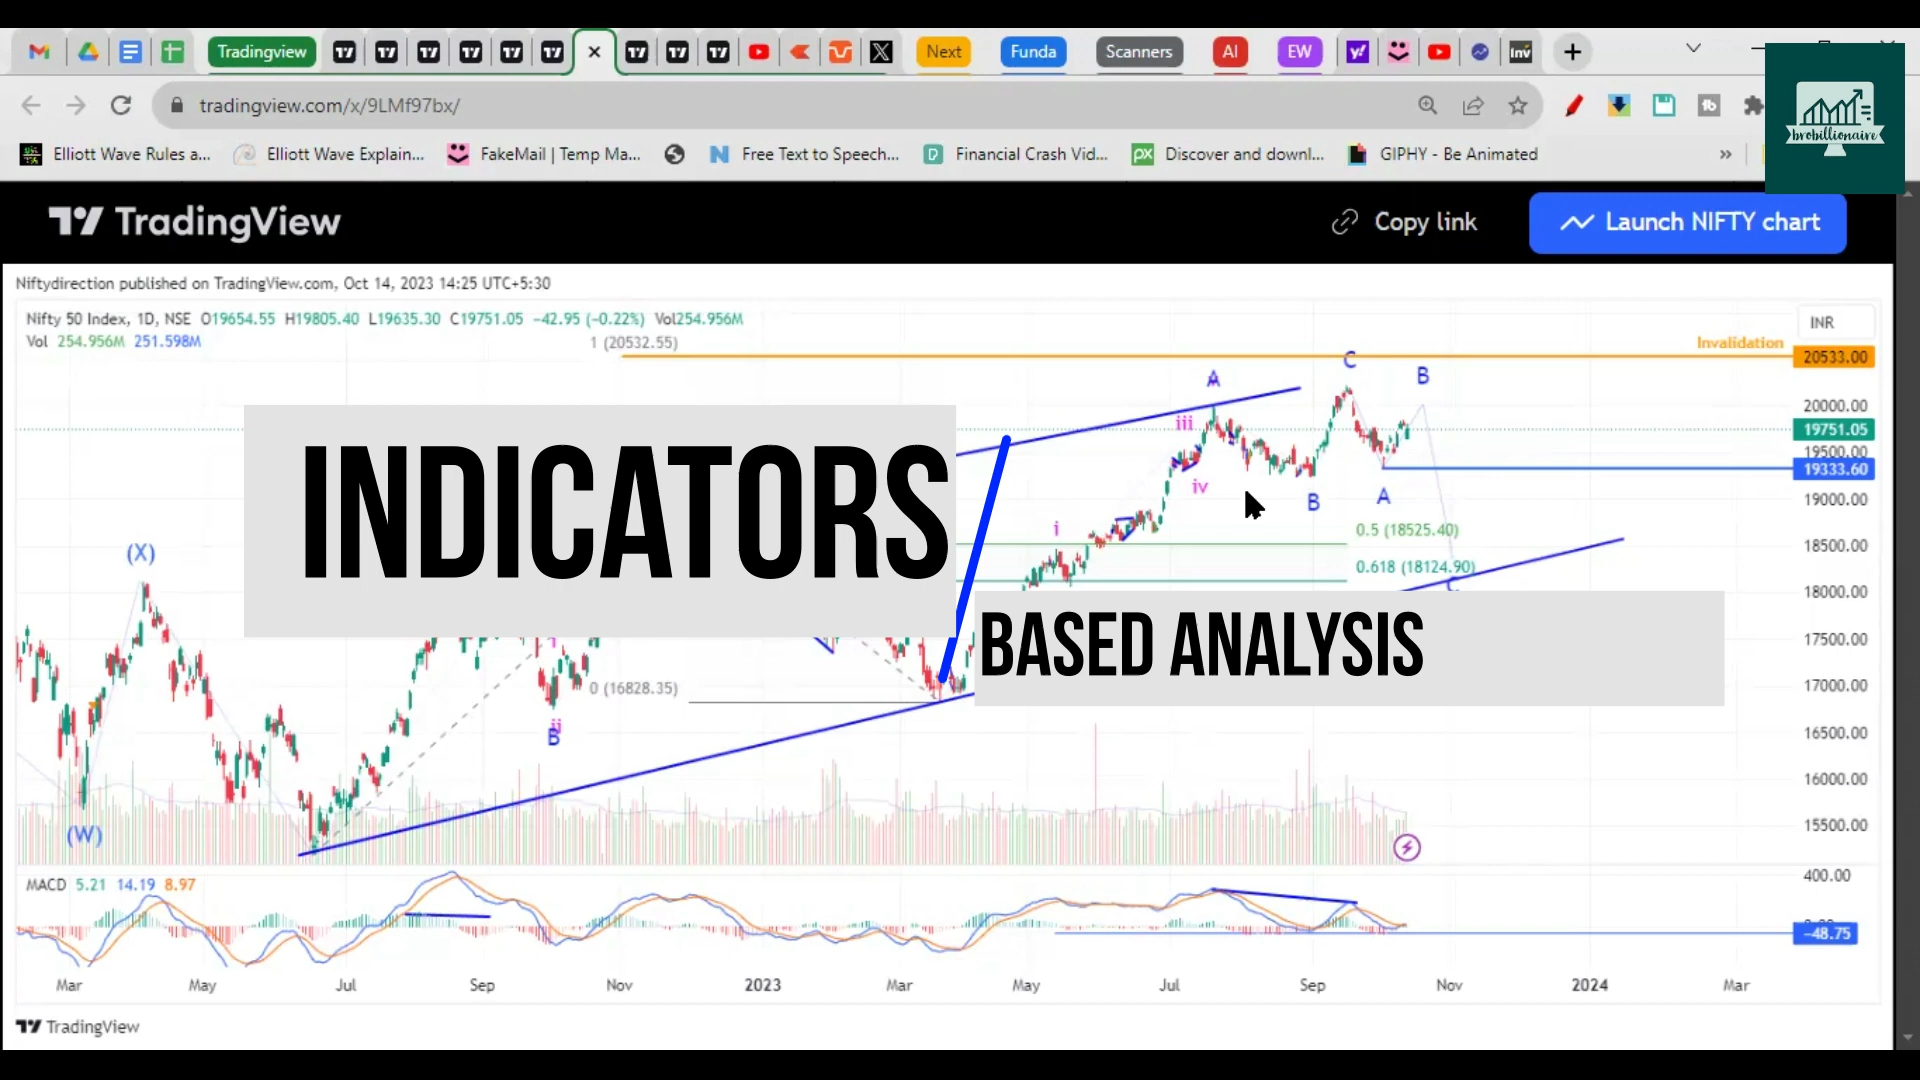 Tradingview
Next
Funda
Scanners
AI
EW
y!
Inv
tradingview.com/x/9LMf97bx/
Elliott Wave Rules a...
Elliott Wave Explain...
FakeMail | Temp Ma...
Free Text to Speech...
Financial Crash Vid...
Discover and downl...
GIPHY - Be Animated
brobillionaire
TradingView
Copy link
Launch NIFTY chart
Niftydirection published on TradingView.com, Oct 14, 2023 14:25 UTC+5:30
Nifty 50 Index, 1D, NSE O19654.55 H19805.40 L19635.30 C19751.05 −42.95 (−0.22%) Vol254.956M
Vol 254.956M 251.598M
1 (20532.55)
INR
Invalidation
20533.00
C
A
B
20000.00
iii
19751.05
19500.00
19333.60
iv
B
A
19000.00
i
0.5 (18525.40)
18500.00
(X)
0.618 (18124.90)
C
18000.00
INDICATORS
BASED ANALYSIS
17500.00
0 (16828.35)
17000.00
ii
B
16500.00
16000.00
(W)
15500.00
MACD 5.21 14.19 8.97
400.00
−48.75
Mar May Jul Sep Nov 2023 Mar May Jul Sep Nov 2024 Mar
TradingView